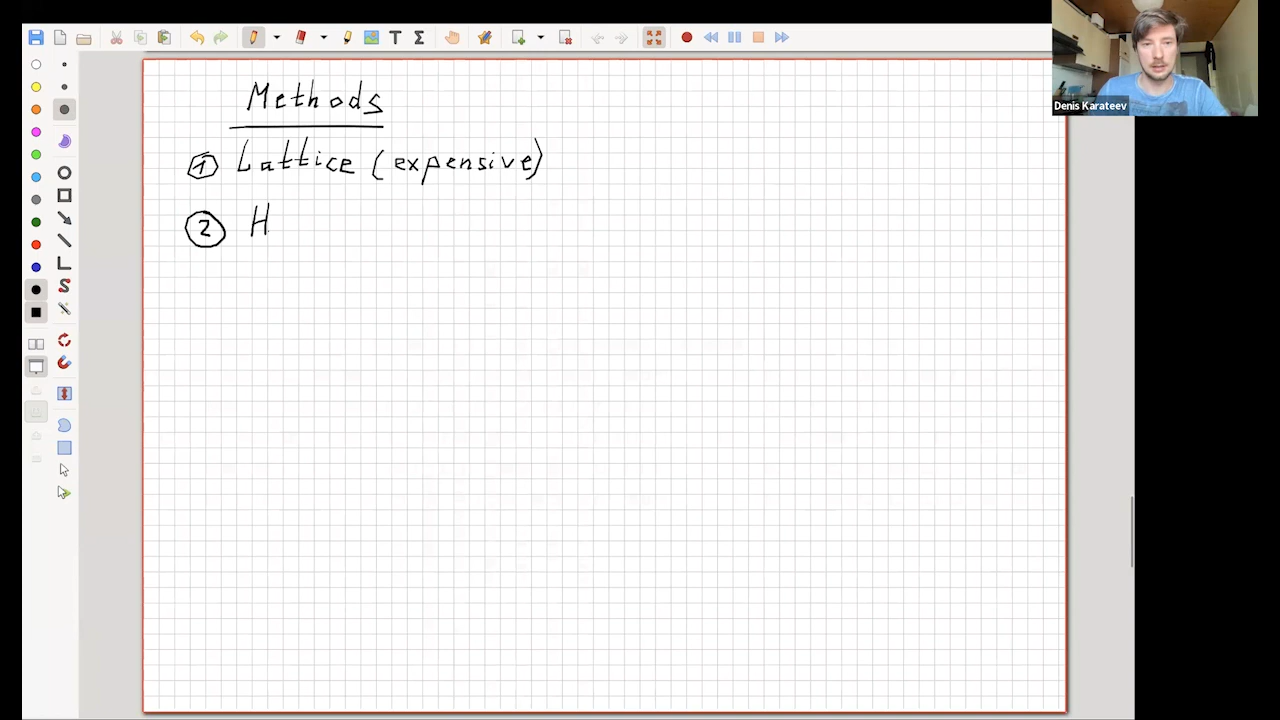 Methods
① Lattice (expensive)
② H
Denis Karateev